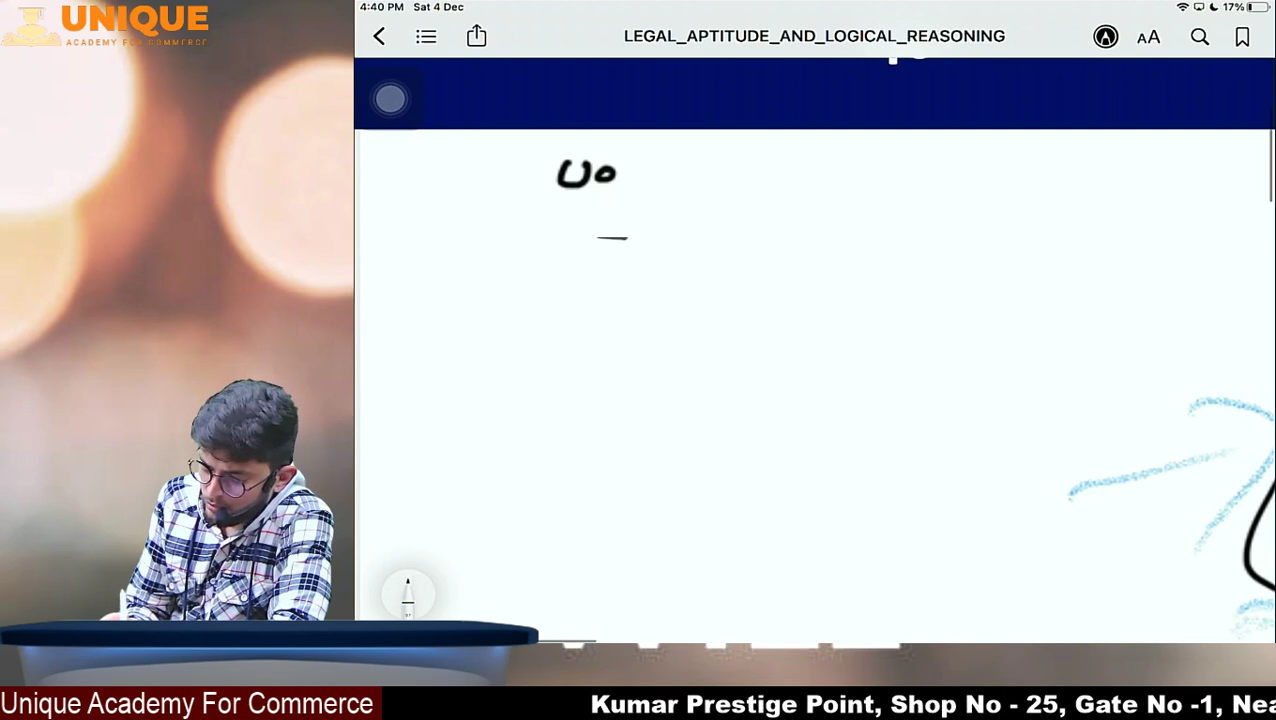 UNIQUE
ACADEMY FOR COMMERCE
4:40 PM Sat 4 Dec
17%
LEGAL_APTITUDE_AND_LOGICAL_REASONING
AA
Unique Academy For Commerce
Kumar Prestige Point, Shop No - 25, Gate No -1, Nea